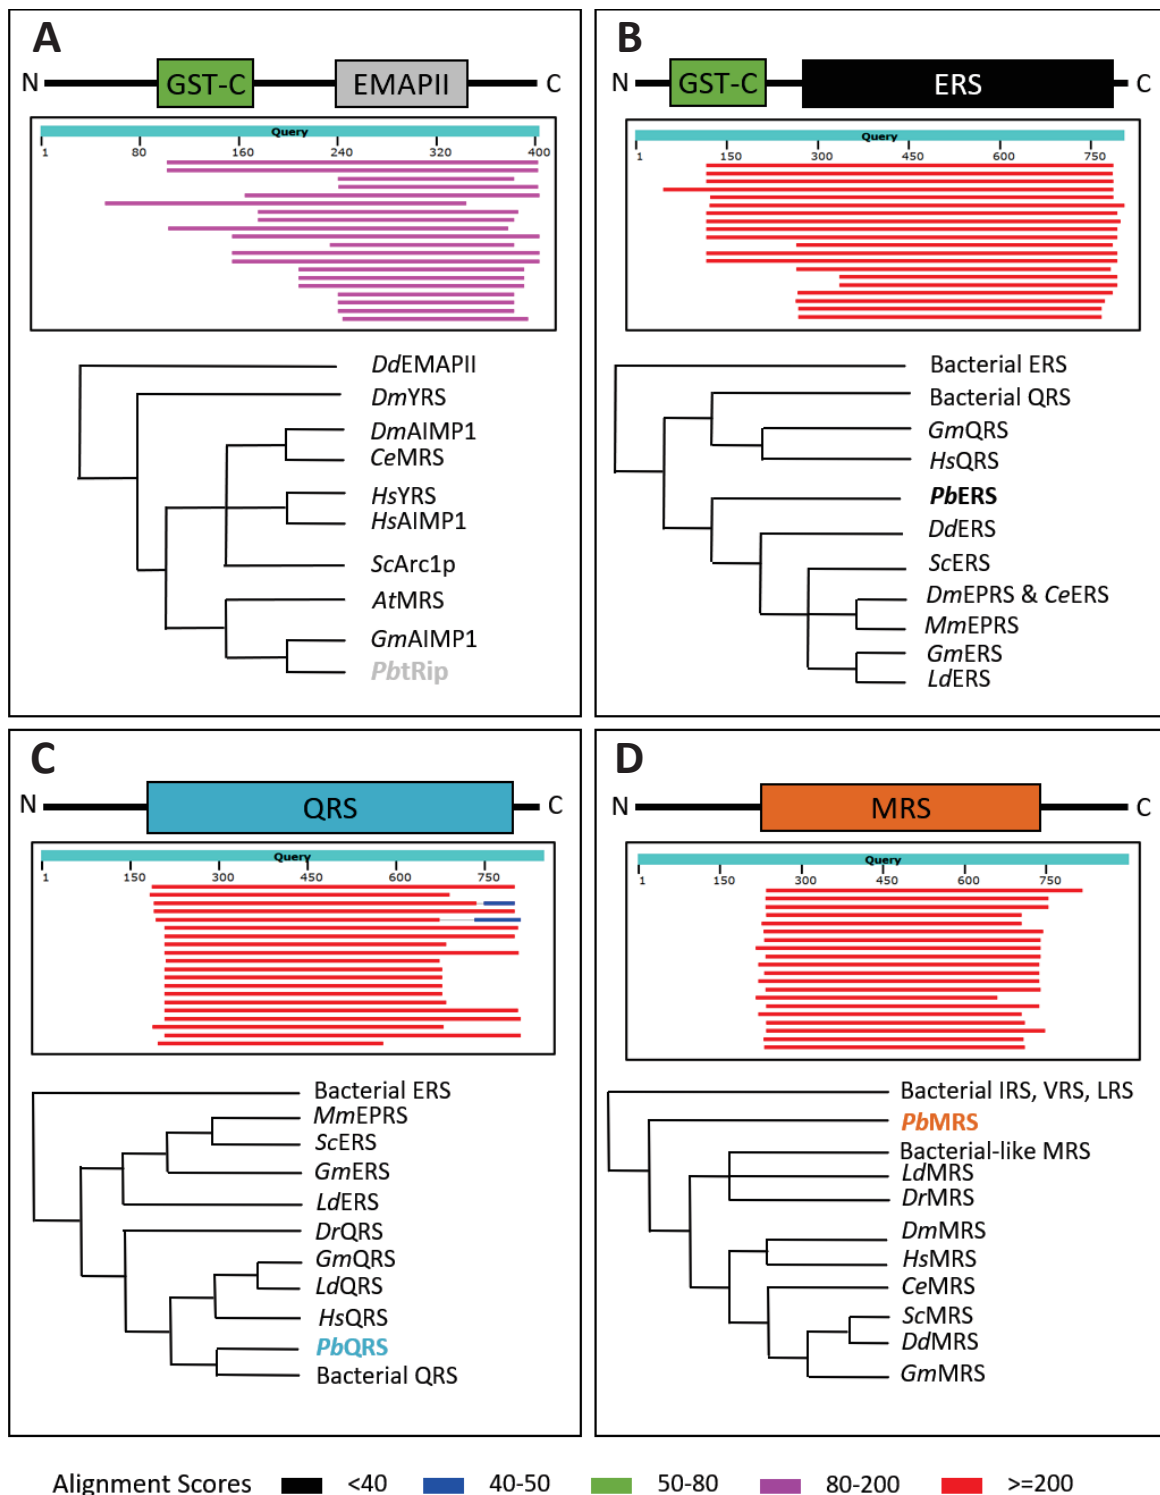 A
N GST-C EMAPII C
Query
1 80 160 240 320 400
DdEMAPII
DmYRS
DmAIMP1
CeMRS
HsYRS
HsAIMP1
ScArc1p
AtMRS
GmAIMP1
PbtRip
B
N GST-C ERS C
Query
1 150 300 450 600 750
Bacterial ERS
Bacterial QRS
GmQRS
HsQRS
PbERS
DdERS
ScERS
DmEPRS & CeERS
MmEPRS
GmERS
LdERS
C
N QRS C
Query
1 150 300 450 600 750
Bacterial ERS
MmEPRS
ScERS
GmERS
LdERS
DrQRS
GmQRS
LdQRS
HsQRS
PbQRS
Bacterial QRS
D
N MRS C
Query
1 150 300 450 600 750
Bacterial IRS, VRS, LRS
PbMRS
Bacterial-like MRS
LdMRS
DrMRS
DmMRS
HsMRS
CeMRS
ScMRS
DdMRS
GmMRS
Alignment Scores <40 40-50 50-80 80-200 >=200